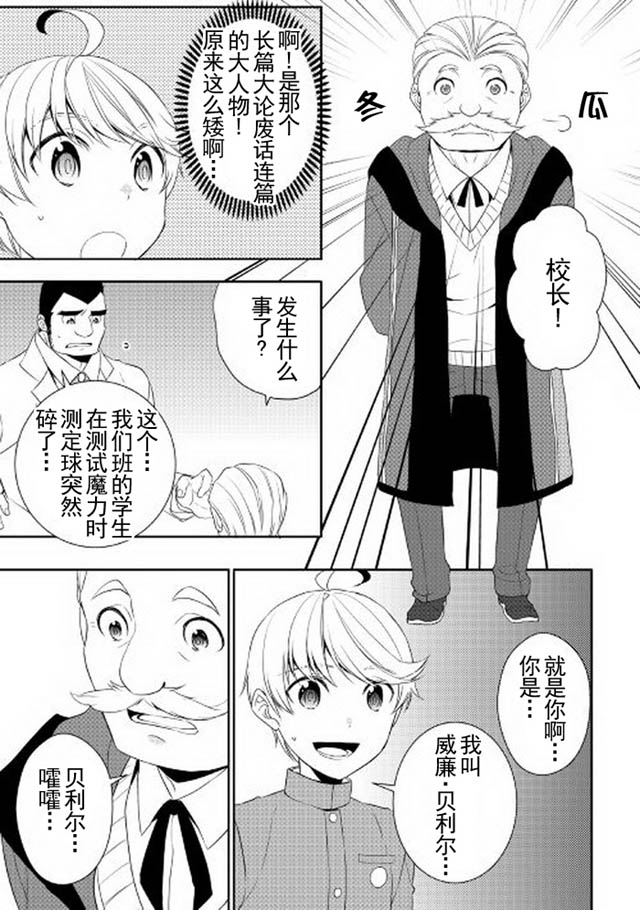 冬瓜
校长！
啊！是那个
长篇大论废话连篇
的大人物！
原来这么矮啊…
发生什么
事了？
这个…
我们班的学生
在测试魔力时
测定球突然
碎了…
就是你啊…
你是…
我叫
威廉·贝利尔…
贝利尔…
嚯嚯…